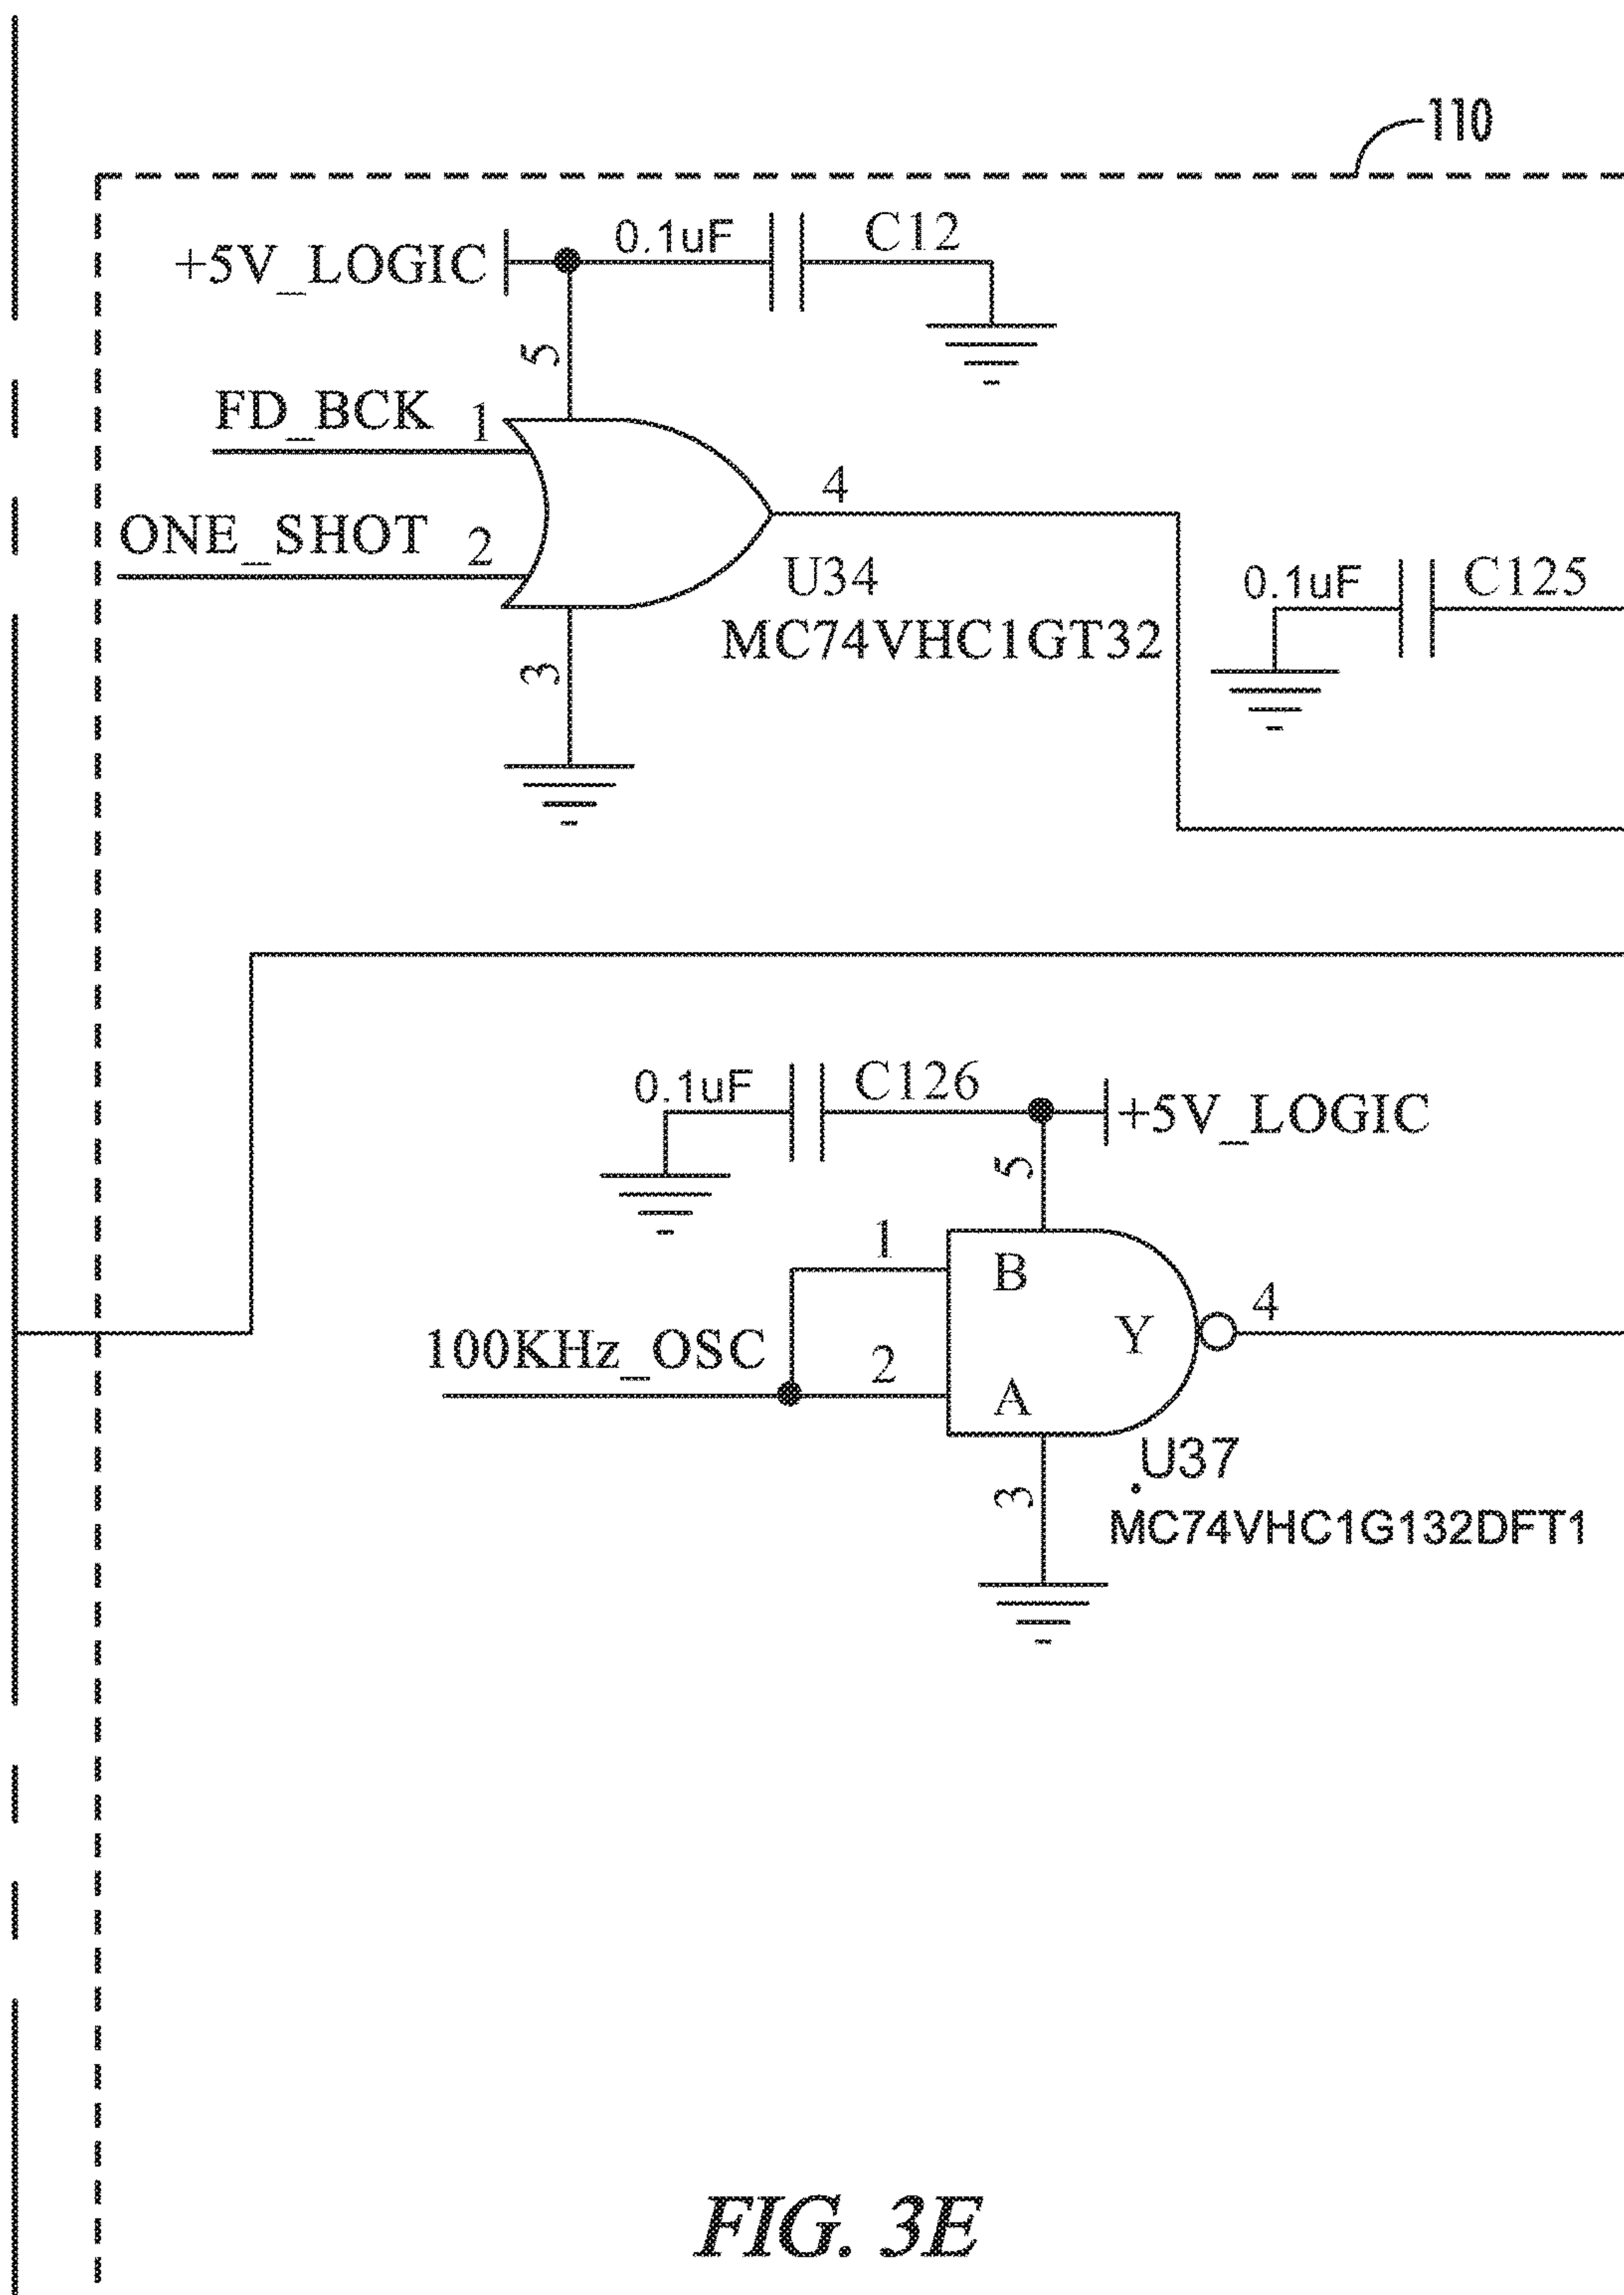 110
+5V_LOGIC
0.1uF
C12
5
FD_BCK
1
ONE_SHOT
2
4
U34
MC74VHC1GT32
3
0.1uF
C125
0.1uF
C126
+5V_LOGIC
5
1
B
100KHz_OSC
2
A
Y
4
U37
MC74VHC1G132DFT1
3
FIG. 3E